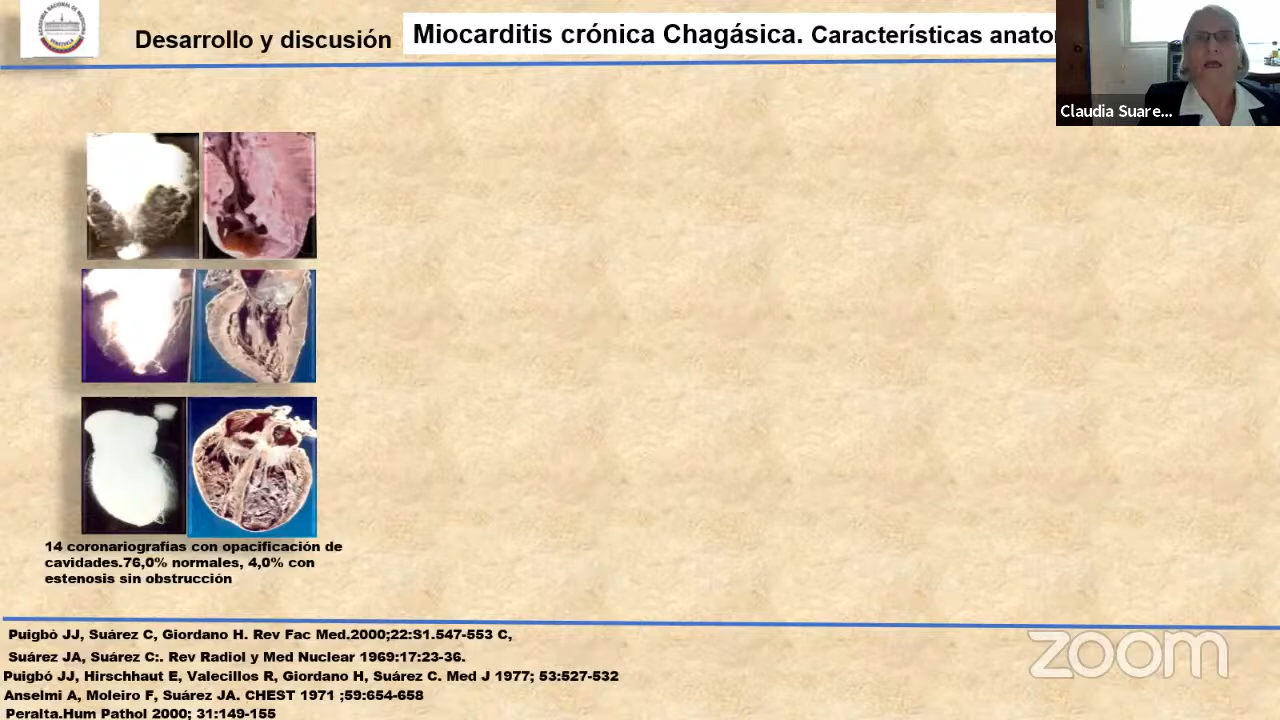 Desarrollo y discusión
Miocarditis crónica Chagásica. Características anato
Claudia Suare...
14 coronariografías con opacificación de
cavidades.76,0% normales, 4,0% con
estenosis sin obstrucción
Puigbò JJ, Suárez C, Giordano H. Rev Fac Med.2000;22:S1.547-553 C,
Suárez JA, Suárez C:. Rev Radiol y Med Nuclear 1969:17:23-36.
Puigbó JJ, Hirschhaut E, Valecillos R, Giordano H, Suárez C. Med J 1977; 53:527-532
Anselmi A, Moleiro F, Suárez JA. CHEST 1971 ;59:654-658
Peralta.Hum Pathol 2000; 31:149-155
zoom